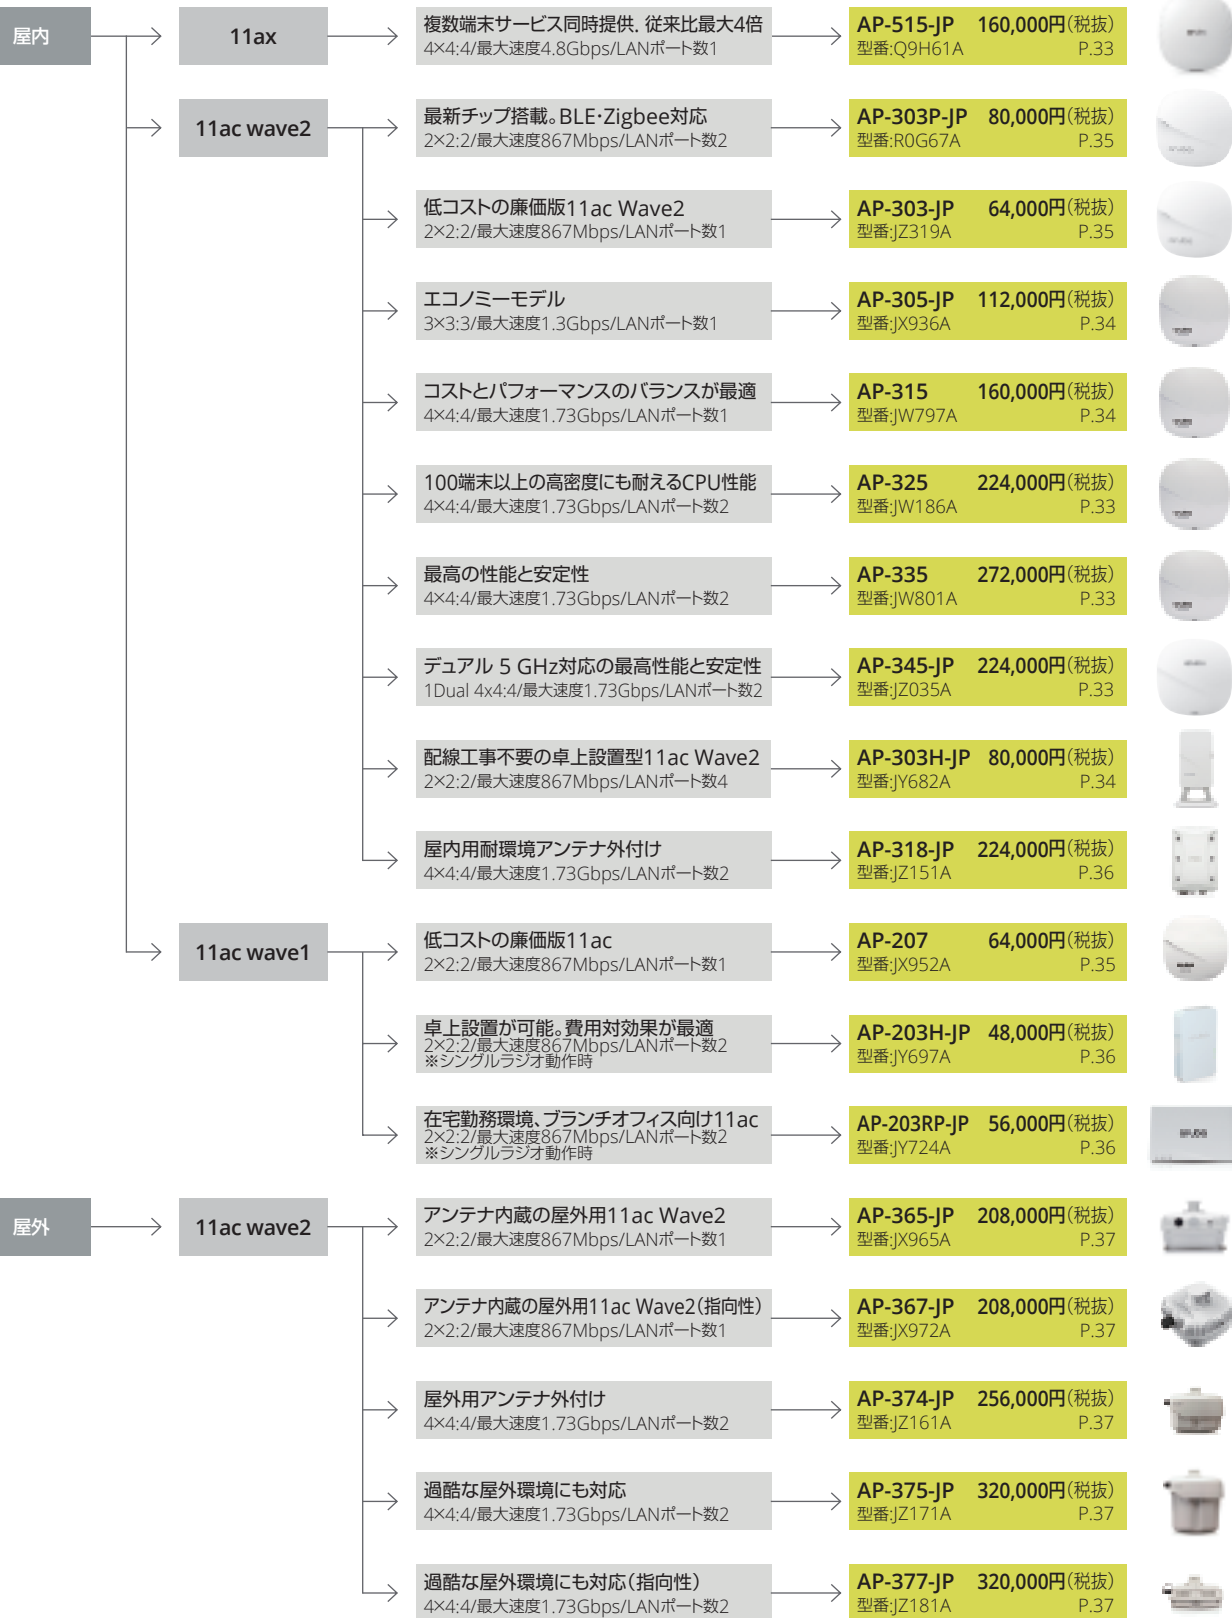 屋内
11ax
複数端末サービス同時提供. 従来比最大4倍
4×4:4/最大速度4.8Gbps/LANポート数1
AP-515-JP 160,000円(税抜)
型番:Q9H61A P.33
11ac wave2
最新チップ搭載。BLE・Zigbee対応
2×2:2/最大速度867Mbps/LANポート数2
AP-303P-JP 80,000円(税抜)
型番:R0G67A P.35
低コストの廉価版11ac Wave2
2×2:2/最大速度867Mbps/LANポート数1
AP-303-JP 64,000円(税抜)
型番:JZ319A P.35
エコノミーモデル
3×3:3/最大速度1.3Gbps/LANポート数1
AP-305-JP 112,000円(税抜)
型番:JX936A P.34
コストとパフォーマンスのバランスが最適
4×4:4/最大速度1.73Gbps/LANポート数1
AP-315 160,000円(税抜)
型番:JW797A P.34
100端末以上の高密度にも耐えるCPU性能
4×4:4/最大速度1.73Gbps/LANポート数2
AP-325 224,000円(税抜)
型番:JW186A P.33
最高の性能と安定性
4×4:4/最大速度1.73Gbps/LANポート数2
AP-335 272,000円(税抜)
型番:JW801A P.33
デュアル 5 GHz対応の最高性能と安定性
1Dual 4x4:4/最大速度1.73Gbps/LANポート数2
AP-345-JP 224,000円(税抜)
型番:JZ035A P.33
配線工事不要の卓上設置型11ac Wave2
2×2:2/最大速度867Mbps/LANポート数4
AP-303H-JP 80,000円(税抜)
型番:JY682A P.34
屋内用耐環境アンテナ外付け
4×4:4/最大速度1.73Gbps/LANポート数2
AP-318-JP 224,000円(税抜)
型番:JZ151A P.36
11ac wave1
低コストの廉価版11ac
2×2:2/最大速度867Mbps/LANポート数1
AP-207 64,000円(税抜)
型番:JX952A P.35
卓上設置が可能。費用対効果が最適
2×2:2/最大速度867Mbps/LANポート数2
※シングルラジオ動作時
AP-203H-JP 48,000円(税抜)
型番:JY697A P.36
在宅勤務環境、ブランチオフィス向け11ac
2×2:2/最大速度867Mbps/LANポート数2
※シングルラジオ動作時
AP-203RP-JP 56,000円(税抜)
型番:JY724A P.36
屋外
11ac wave2
アンテナ内蔵の屋外用11ac Wave2
2×2:2/最大速度867Mbps/LANポート数1
AP-365-JP 208,000円(税抜)
型番:JX965A P.37
アンテナ内蔵の屋外用11ac Wave2(指向性)
2×2:2/最大速度867Mbps/LANポート数1
AP-367-JP 208,000円(税抜)
型番:JX972A P.37
屋外用アンテナ外付け
4×4:4/最大速度1.73Gbps/LANポート数2
AP-374-JP 256,000円(税抜)
型番:JZ161A P.37
過酷な屋外環境にも対応
4×4:4/最大速度1.73Gbps/LANポート数2
AP-375-JP 320,000円(税抜)
型番:JZ171A P.37
過酷な屋外環境にも対応(指向性)
4×4:4/最大速度1.73Gbps/LANポート数2
AP-377-JP 320,000円(税抜)
型番:JZ181A P.37